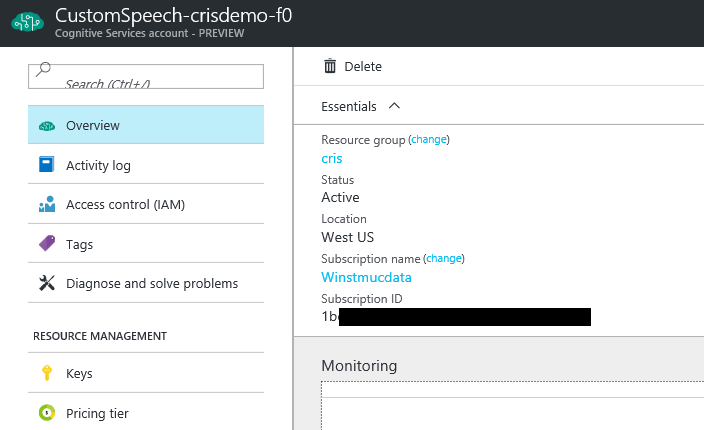 CustomSpeech-crisdemo-f0
Cognitive Services account - PREVIEW
Search (Ctrl+/)
Overview
Activity log
Access control (IAM)
Tags
Diagnose and solve problems
RESOURCE MANAGEMENT
Keys
Pricing tier
Delete
Essentials
Resource group (change)
cris
Status
Active
Location
West US
Subscription name (change)
Winstmucdata
Subscription ID
Monitoring